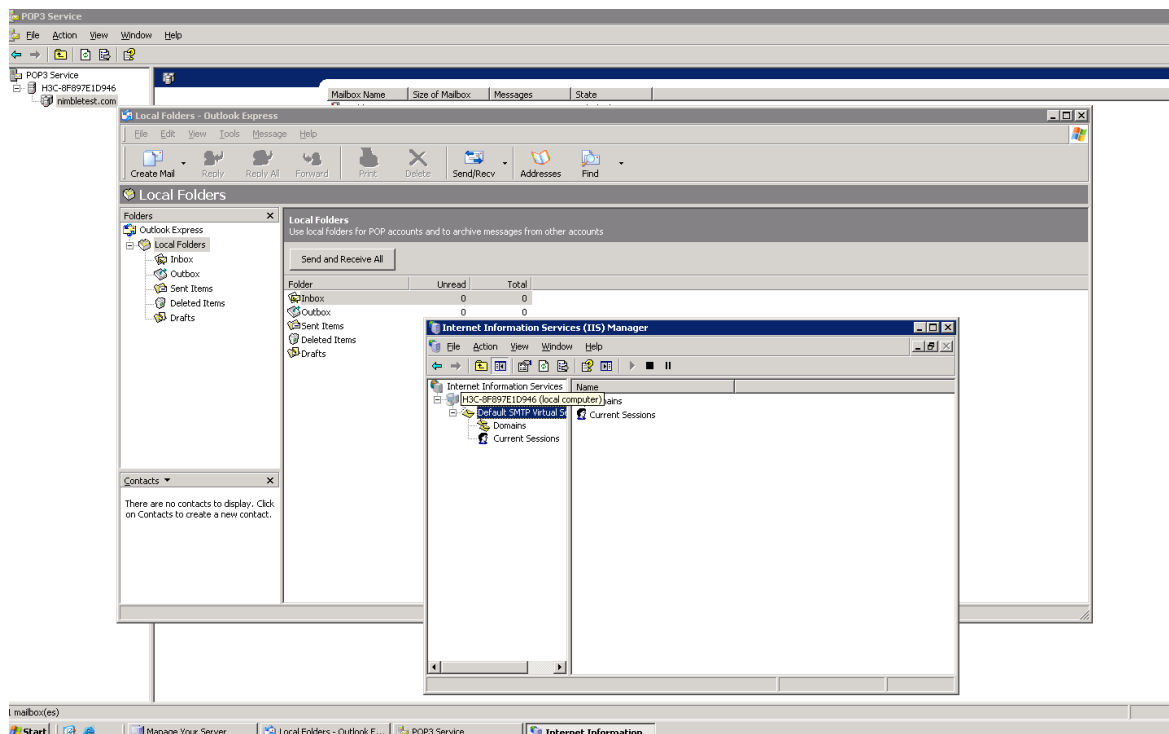 POP3 Service
File Action View Window Help
POP3 Service
H3C-8F897E1D946
nimbletest.com
Mailbox Name Size of Mailbox Messages State
Local Folders - Outlook Express
File Edit View Tools Message Help
Create Mail Reply Reply All Forward Print Delete Send/Recv Addresses Find
Local Folders
Folders
Outlook Express
Local Folders
Inbox
Outbox
Sent Items
Deleted Items
Drafts
Contacts
There are no contacts to display. Click
on Contacts to create a new contact.
Local Folders
Use local folders for POP accounts and to archive messages from other accounts
Send and Receive All
Folder Unread Total
Inbox 0 0
Outbox 0 0
Sent Items
Deleted Items
Drafts
Internet Information Services (IIS) Manager
File Action View Window Help
Internet Information Services
H3C-8F897E1D946 (local computer)
Default SMTP Virtual Se
Domains
Current Sessions
Name
ains
Current Sessions
mailbox(es)
Start Manage Your Server Local Folders - Outlook E... POP3 Service Internet Information